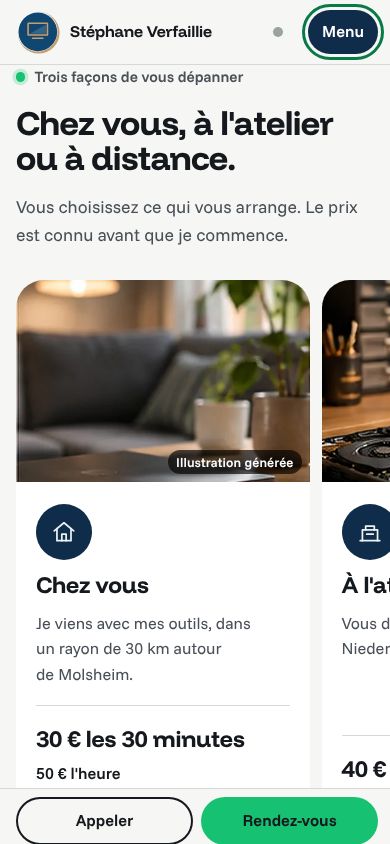 Stéphane Verfaillie
Menu
Trois façons de vous dépanner
Chez vous, à l'atelier
ou à distance.
Vous choisissez ce qui vous arrange. Le prix
est connu avant que je commence.
Illustration générée
Chez vous
Je viens avec mes outils, dans
un rayon de 30 km autour
de Molsheim.
30 € les 30 minutes
50 € l'heure
À l'at
Vous d
Nieder
40 €
Appeler
Rendez-vous